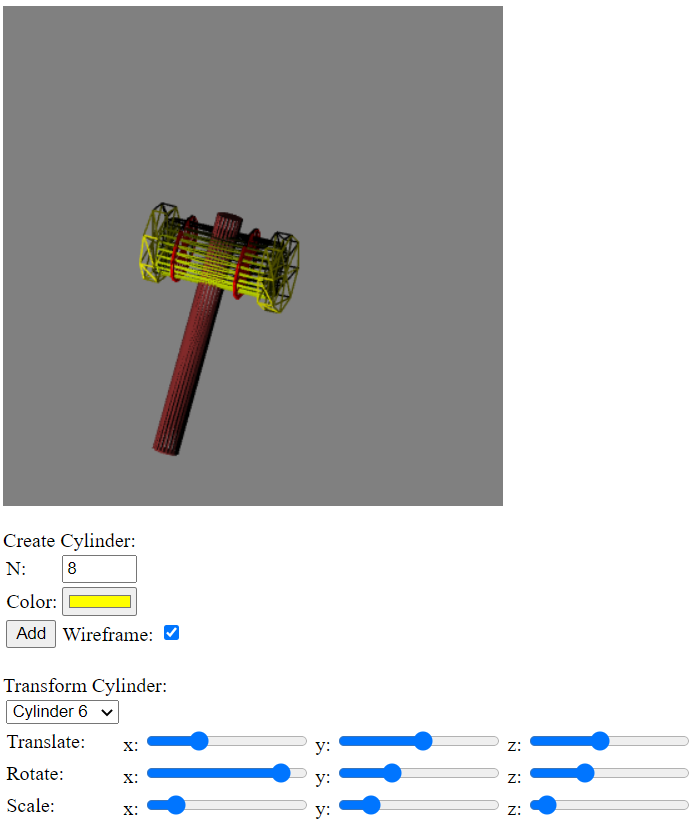 Create Cylinder:
N: 8
Color:
Add Wireframe:
Transform Cylinder:
Cylinder 6
Translate: x: y: z:
Rotate: x: y: z:
Scale: x: y: z: